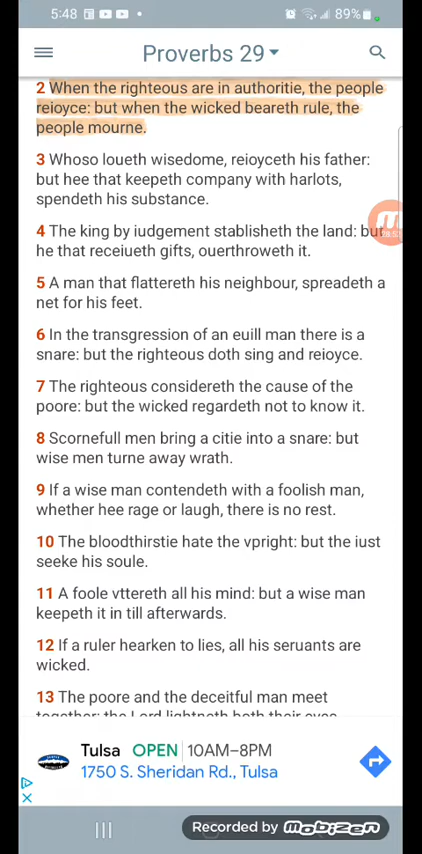 5:48
89%
Proverbs 29
2 When the righteous are in authoritie, the people
reioyce: but when the wicked beareth rule, the
people mourne.
3 Whoso loueth wisedome, reioyceth his father:
but hee that keepeth company with harlots,
spendeth his substance.
4 The king by iudgement stablisheth the land: but
he that receiueth gifts, ouerthroweth it.
5 A man that flattereth his neighbour, spreadeth a
net for his feet.
6 In the transgression of an euill man there is a
snare: but the righteous doth sing and reioyce.
7 The righteous considereth the cause of the
poore: but the wicked regardeth not to know it.
8 Scornefull men bring a citie into a snare: but
wise men turne away wrath.
9 If a wise man contendeth with a foolish man,
whether hee rage or laugh, there is no rest.
10 The bloodthirstie hate the vpright: but the iust
seeke his soule.
11 A foole vttereth all his mind: but a wise man
keepeth it in till afterwards.
12 If a ruler hearken to lies, all his seruants are
wicked.
13 The poore and the deceitful man meet
together: the Lord lightneth both their eyes
Tulsa OPEN 10AM–8PM
1750 S. Sheridan Rd., Tulsa
Recorded by Mobizen